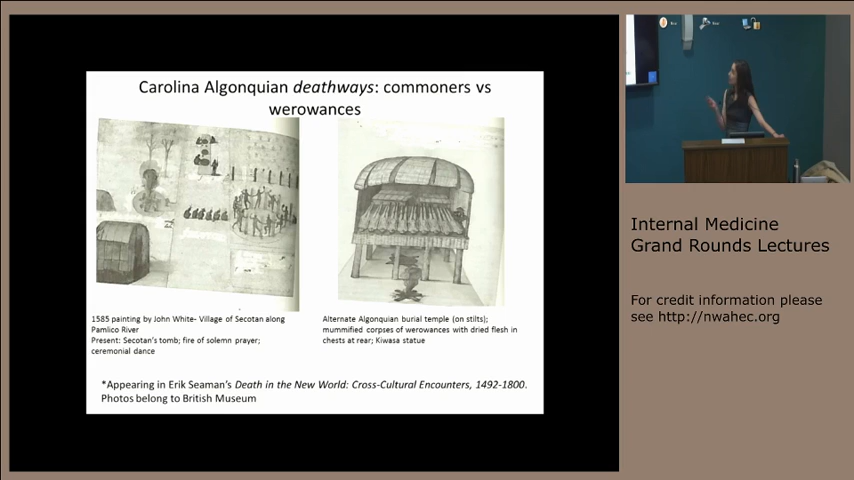 Carolina Algonquian deathways: commoners vs
werowances
1585 painting by John White- Village of Secotan along
Pamlico River
Present: Secotan's tomb; fire of solemn prayer;
ceremonial dance
Alternate Algonquian burial temple (on stilts);
mummified corpses of werowances with dried flesh in
chests at rear; Kiwasa statue
*Appearing in Erik Seaman's Death in the New World: Cross-Cultural Encounters, 1492-1800.
Photos belong to British Museum
Internal Medicine
Grand Rounds Lectures
For credit information please
see http://nwahec.org